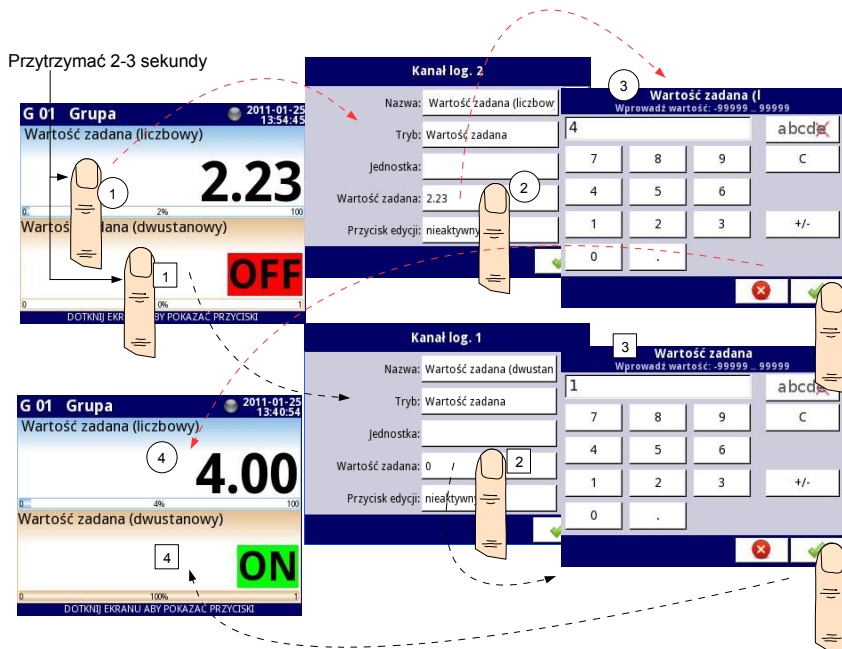 Przytrzymać 2-3 sekundy
G 01 Grupa
2011-01-25
13:54:45
Wartość zadana (liczbowy)
1
2.23
0 2% 100
Wartość zadana (dwustanowy)
1
OFF
0 0% 1
DOTKNIJ EKRANU ABY POKAZAĆ PRZYCISKI
Kanał log. 2
Nazwa: Wartość zadana (liczbow
Tryb: Wartość zadana
Jednostka:
Wartość zadana: 2.23
2
Przycisk edycji: nieaktywny
3
Wartość zadana (l
Wprowadź wartość: -99999 .. 99999
4
abcde
7 8 9 C
4 5 6
1 2 3 +/-
0 .
Kanał log. 1
Nazwa: Wartość zadana (dwustan
Tryb: Wartość zadana
Jednostka:
Wartość zadana: 0
2
Przycisk edycji: nieaktywny
3
Wartość zadana
Wprowadź wartość: -99999 .. 99999
1
abcde
7 8 9 C
4 5 6
1 2 3 +/-
0 .
G 01 Grupa
2011-01-25
13:40:54
Wartość zadana (liczbowy)
4
4.00
0 4% 100
Wartość zadana (dwustanowy)
4
ON
0 100% 1
DOTKNIJ EKRANU ABY POKAZAĆ PRZYCISKI